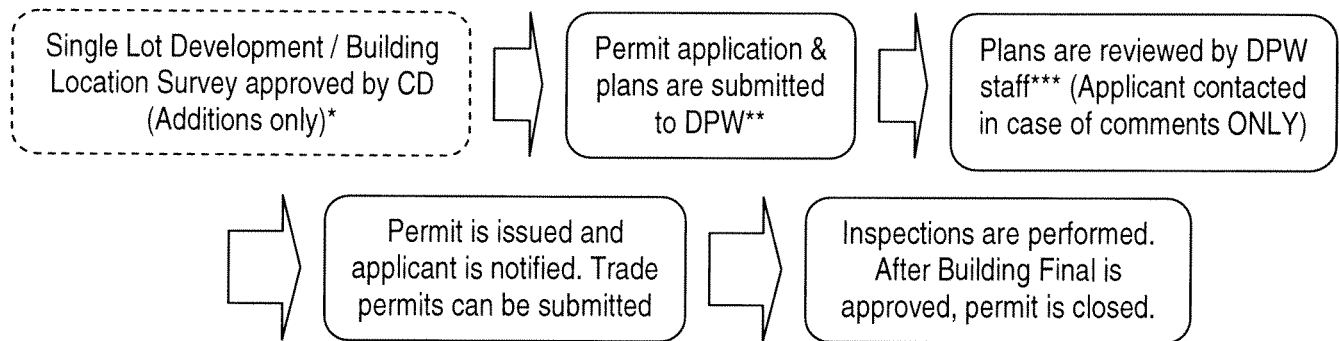 Single Lot Development / Building
Location Survey approved by CD
(Additions only)*
Permit application &
plans are submitted
to DPW**
Plans are reviewed by DPW
staff*** (Applicant contacted
in case of comments ONLY)
Permit is issued and
applicant is notified. Trade
permits can be submitted
Inspections are performed.
After Building Final is
approved, permit is closed.